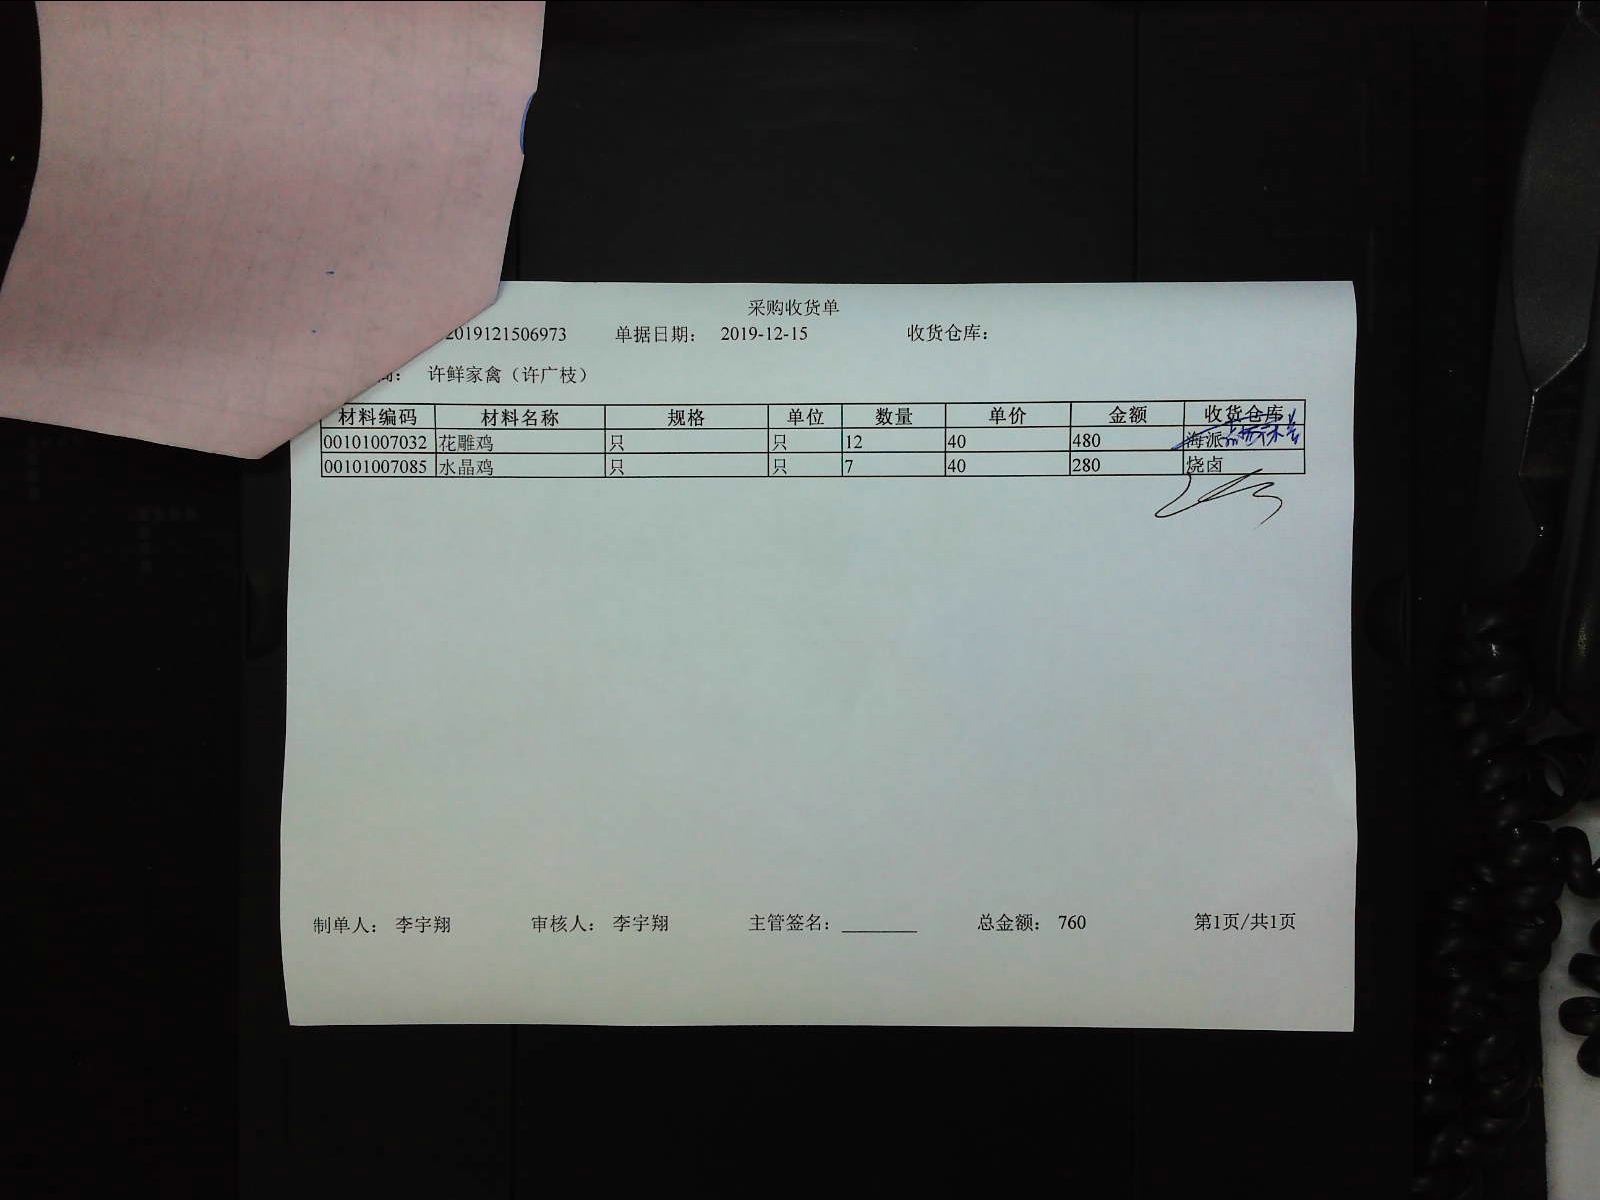 采购收货单
2019121506973 单据日期： 2019-12-15 收货仓库：
商： 许鲜家禽（许广枝）
材料编码 材料名称 规格 单位 数量 单价 金额 收货仓库
00101007032 花雕鸡 只 只 12 40 480 海派
00101007085 水晶鸡 只 只 7 40 280 烧卤
制单人： 李宇翔 审核人： 李宇翔 主管签名： 总金额： 760 第1页/共1页